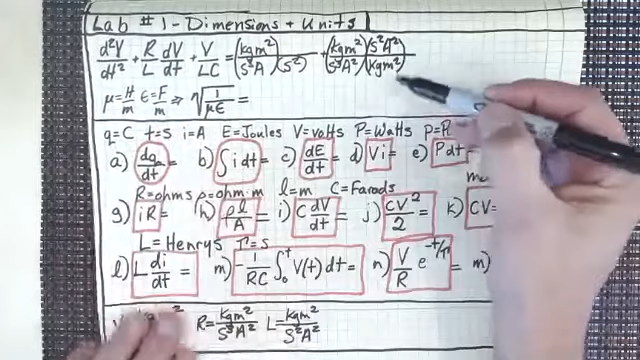 Lab #1 - Dimensions + Units
d²V/dt² + R/L dV/dt + V/LC = (kgm²)/(s³A)(s²) + (kgm²)(s²A²)/(s³A²)(kgm²)
μ=H/m ε=F/m ⇒ √(1/με) =
q=C t=s i=A E=Joules V=volts P=Watts
a) dq/dt = b) ∫i dt = c) dE/dt = d) Vi = e) Pdt =
R=ohms ρ=ohm·m l=m C=Farads
g) iR = h) ρl/A = i) C dV/dt = j) CV²/2 = k) CV=
L=Henrys τ=s
l) L di/dt = m) -1/RC ∫₀ᵗ V(t)dt = n) V/R e^(-t/τ) = m)
R=kgm²/s³A² L=kgm²/s²A²